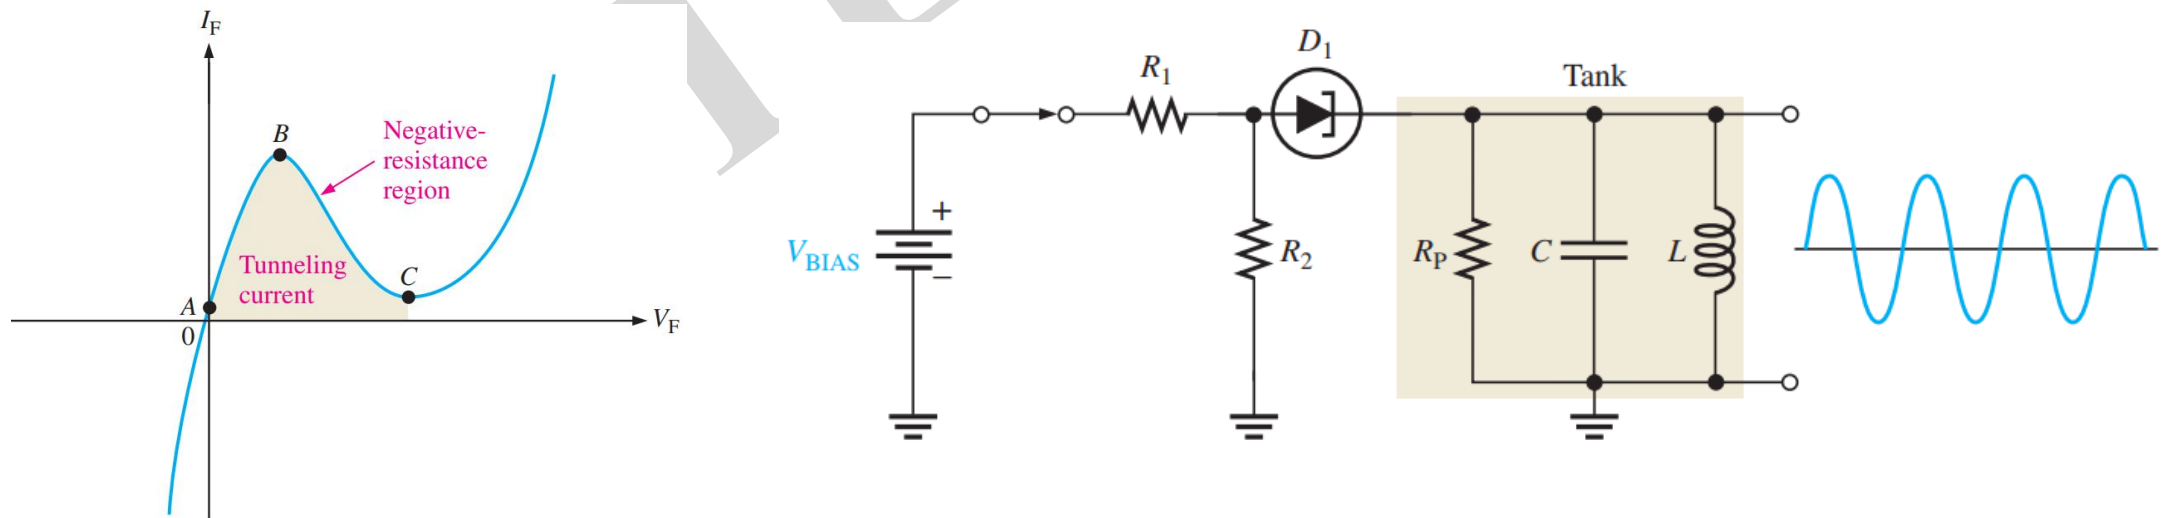 I_F
B
Negative-
resistance
region
Tunneling
current
C
A
0
V_F
D_1
R_1
Tank
+
V_BIAS
−
R_2
R_P
C
L